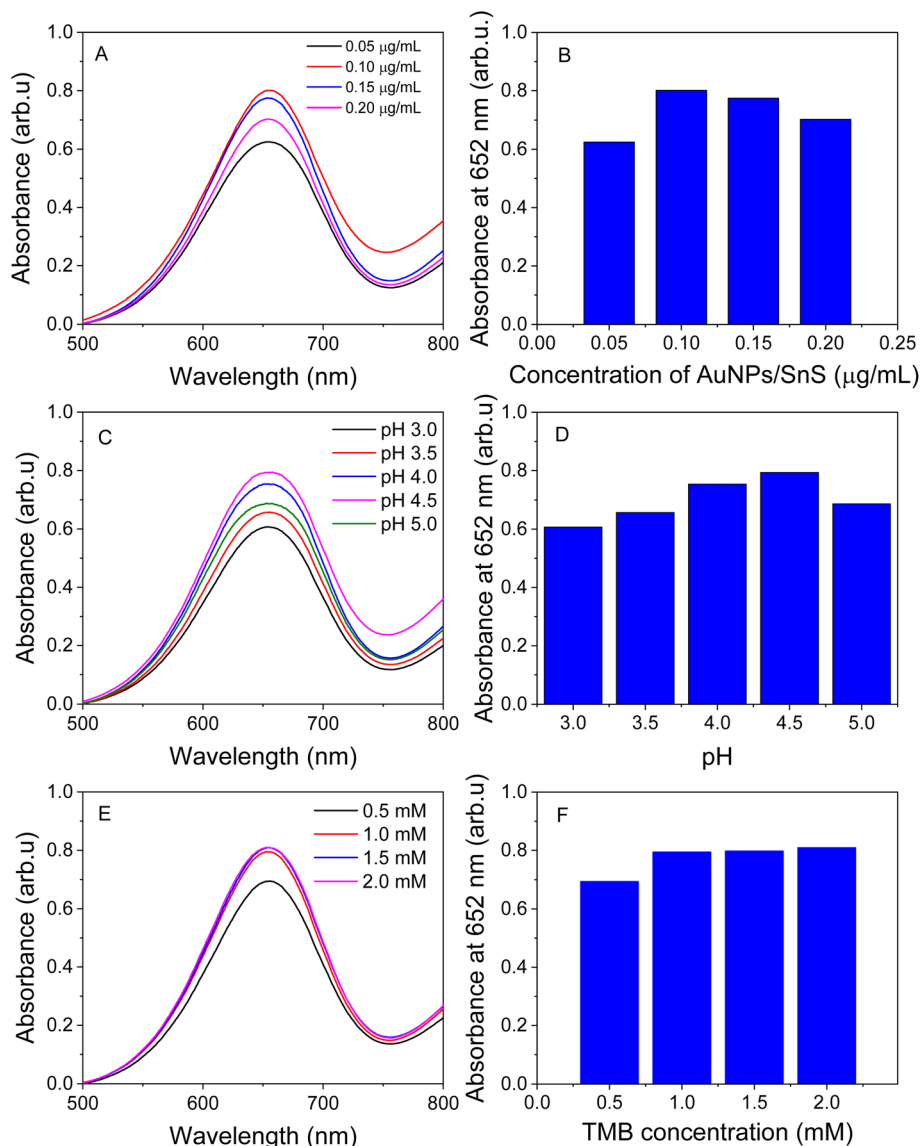 A
0.05 μg/mL
0.10 μg/mL
0.15 μg/mL
0.20 μg/mL
Absorbance (arb.u)
1.0
0.8
0.6
0.4
0.2
0.0
500 600 700 800
Wavelength (nm)
B
Absorbance at 652 nm (arb.u.)
1.0
0.8
0.6
0.4
0.2
0.0
0.00 0.05 0.10 0.15 0.20 0.25
Concentration of AuNPs/SnS (μg/mL)
C
pH 3.0
pH 3.5
pH 4.0
pH 4.5
pH 5.0
Absorbance (arb.u)
1.0
0.8
0.6
0.4
0.2
0.0
500 600 700 800
Wavelength (nm)
D
Absorbance at 652 nm (arb.u)
1.0
0.8
0.6
0.4
0.2
0.0
3.0 3.5 4.0 4.5 5.0
pH
E
0.5 mM
1.0 mM
1.5 mM
2.0 mM
Absorbance (arb.u)
1.0
0.8
0.6
0.4
0.2
0.0
500 600 700 800
Wavelength (nm)
F
Absorbance at 652 nm (arb.u)
1.0
0.8
0.6
0.4
0.2
0.0
0.0 0.5 1.0 1.5 2.0
TMB concentration (mM)